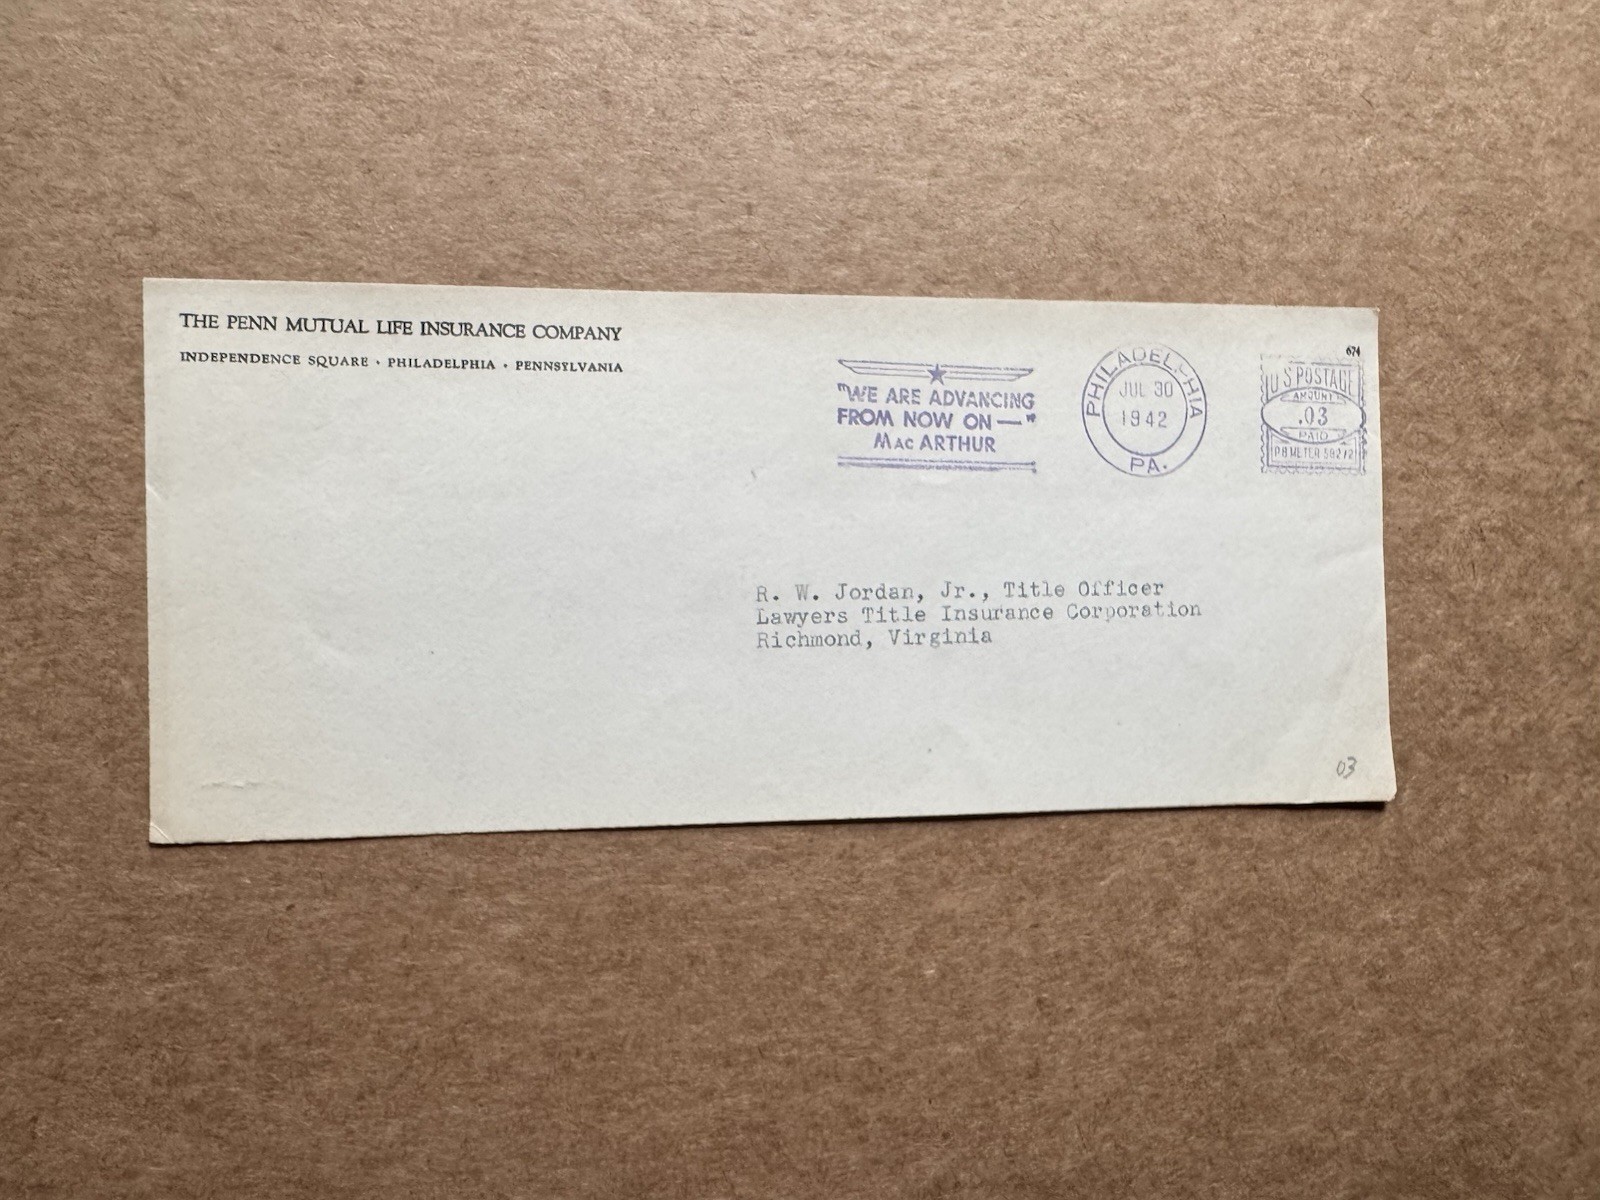 THE PENN MUTUAL LIFE INSURANCE COMPANY
INDEPENDENCE SQUARE · PHILADELPHIA · PENNSYLVANIA
"WE ARE ADVANCING
FROM NOW ON—"
MAC ARTHUR
PHILADELPHIA
JUL 30
1942
PA.
674
U S POSTAGE
AMOUNT
.03
PAID
PB METER
R. W. Jordan, Jr., Title Officer
Lawyers Title Insurance Corporation
Richmond, Virginia
03